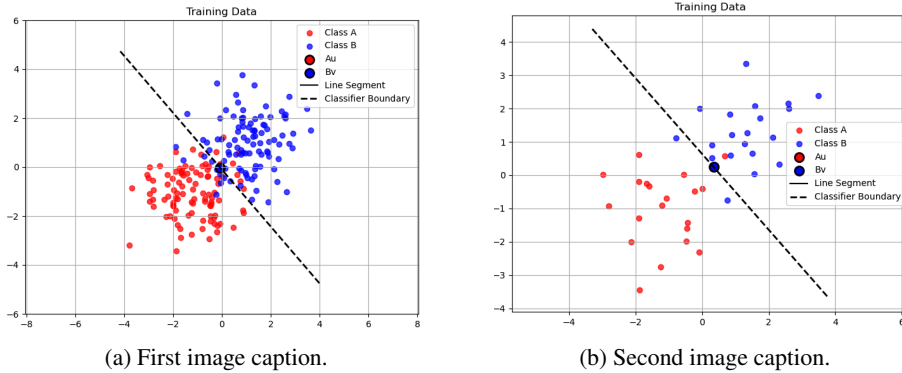 Training Data
6
4
2
0
−2
−4
−6
−8
−6
−4
−2
0
2
4
6
8
Class A
Class B
Au
Bv
Line Segment
Classifier Boundary
(a) First image caption.
Training Data
4
3
2
1
0
−1
−2
−3
−4
−4
−2
0
2
4
6
Class A
Class B
Au
Bv
Line Segment
Classifier Boundary
(b) Second image caption.